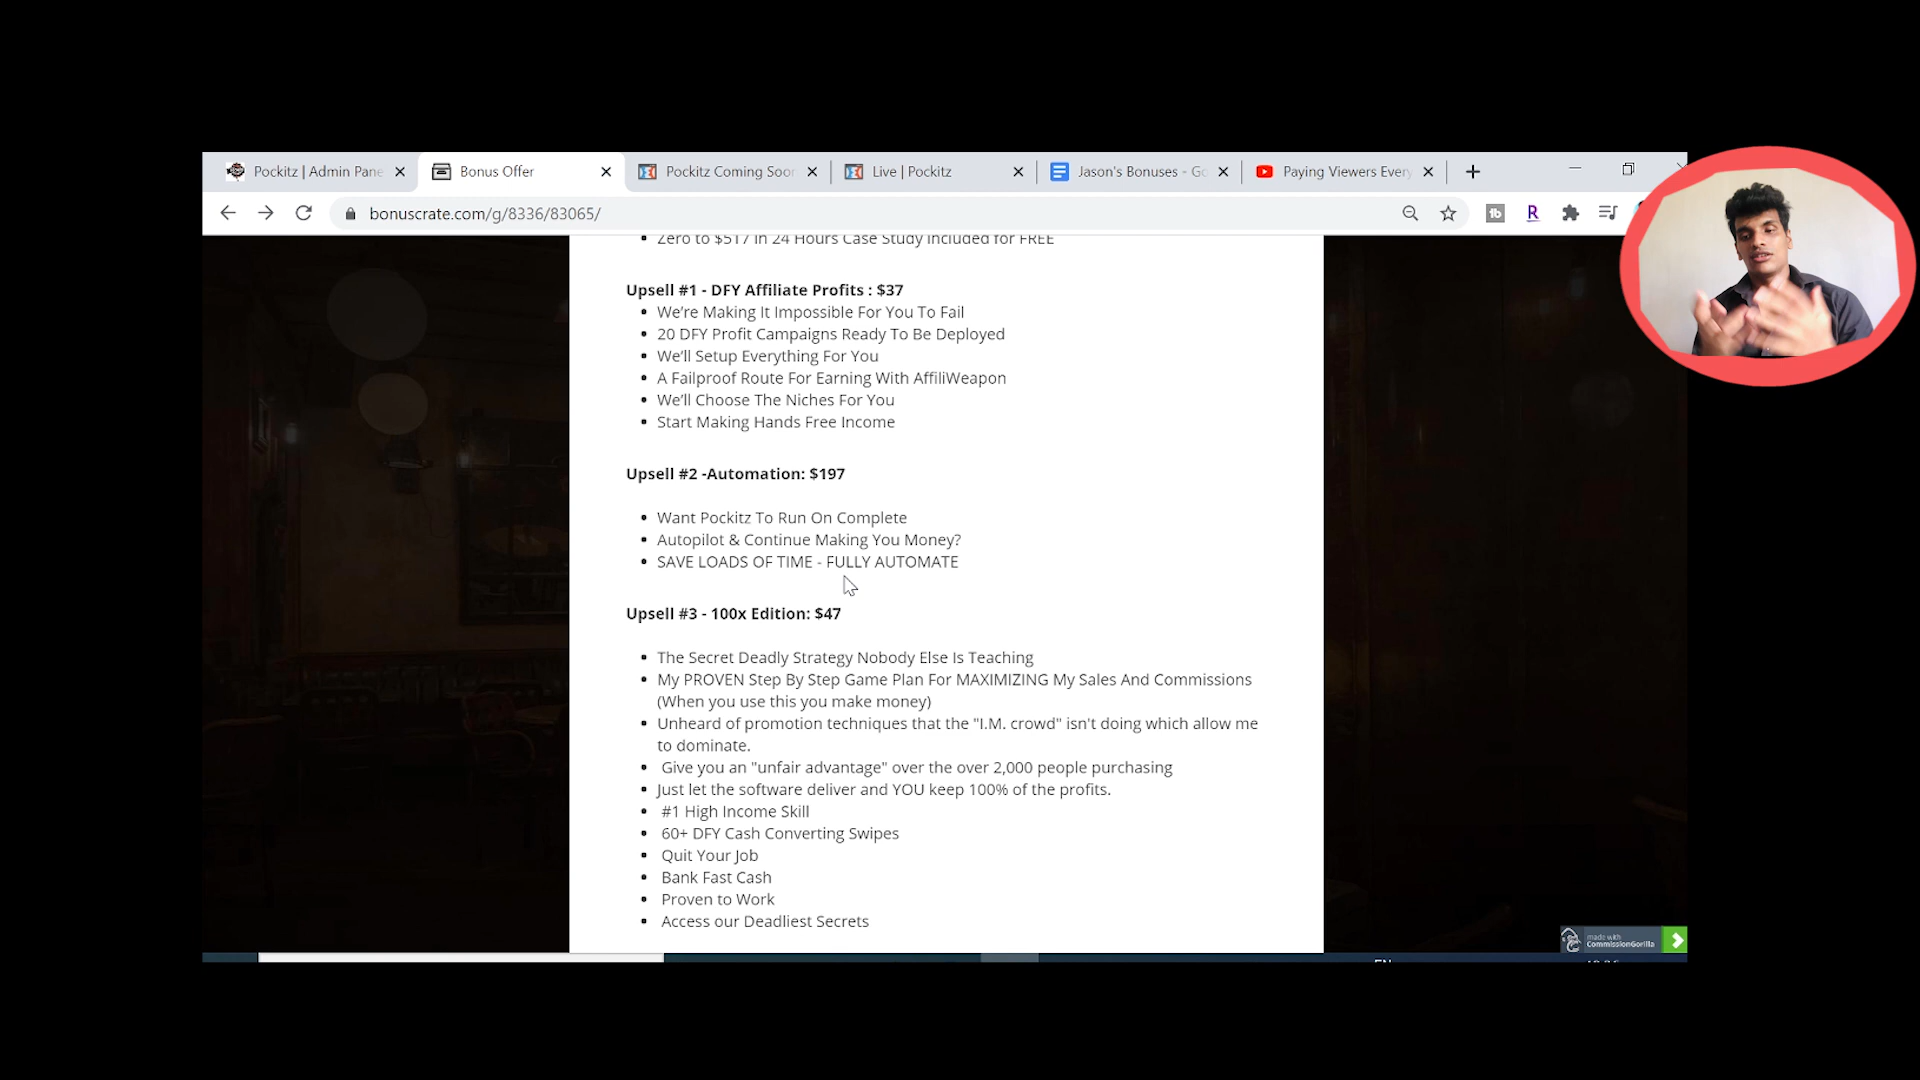 Pockitz | Admin Pane
Bonus Offer
Pockitz Coming Soon
Live | Pockitz
Jason's Bonuses - Go
Paying Viewers Every
bonuscrate.com/g/8336/83065/
Zero to $517 in 24 Hours Case Study Included for FREE
Upsell #1 - DFY Affiliate Profits : $37
We're Making It Impossible For You To Fail
20 DFY Profit Campaigns Ready To Be Deployed
We'll Setup Everything For You
A Failproof Route For Earning With AffiliWeapon
We'll Choose The Niches For You
Start Making Hands Free Income
Upsell #2 -Automation: $197
Want Pockitz To Run On Complete
Autopilot & Continue Making You Money?
SAVE LOADS OF TIME - FULLY AUTOMATE
Upsell #3 - 100x Edition: $47
The Secret Deadly Strategy Nobody Else Is Teaching
My PROVEN Step By Step Game Plan For MAXIMIZING My Sales And Commissions
(When you use this you make money)
Unheard of promotion techniques that the "I.M. crowd" isn't doing which allow me
to dominate.
Give you an "unfair advantage" over the over 2,000 people purchasing
Just let the software deliver and YOU keep 100% of the profits.
#1 High Income Skill
60+ DFY Cash Converting Swipes
Quit Your Job
Bank Fast Cash
Proven to Work
Access our Deadliest Secrets
made with
CommissionGorilla